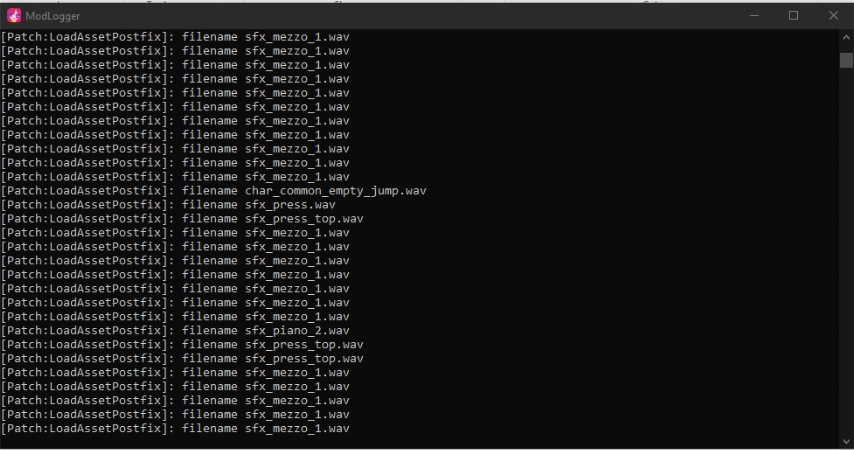 ModLogger
[Patch:LoadAssetPostfix]: filename sfx_mezzo_1.wav
[Patch:LoadAssetPostfix]: filename sfx_mezzo_1.wav
[Patch:LoadAssetPostfix]: filename sfx_mezzo_1.wav
[Patch:LoadAssetPostfix]: filename sfx_mezzo_1.wav
[Patch:LoadAssetPostfix]: filename sfx_mezzo_1.wav
[Patch:LoadAssetPostfix]: filename sfx_mezzo_1.wav
[Patch:LoadAssetPostfix]: filename sfx_mezzo_1.wav
[Patch:LoadAssetPostfix]: filename sfx_mezzo_1.wav
[Patch:LoadAssetPostfix]: filename sfx_mezzo_1.wav
[Patch:LoadAssetPostfix]: filename sfx_mezzo_1.wav
[Patch:LoadAssetPostfix]: filename sfx_mezzo_1.wav
[Patch:LoadAssetPostfix]: filename char_common_empty_jump.wav
[Patch:LoadAssetPostfix]: filename sfx_press.wav
[Patch:LoadAssetPostfix]: filename sfx_press_top.wav
[Patch:LoadAssetPostfix]: filename sfx_mezzo_1.wav
[Patch:LoadAssetPostfix]: filename sfx_mezzo_1.wav
[Patch:LoadAssetPostfix]: filename sfx_mezzo_1.wav
[Patch:LoadAssetPostfix]: filename sfx_mezzo_1.wav
[Patch:LoadAssetPostfix]: filename sfx_mezzo_1.wav
[Patch:LoadAssetPostfix]: filename sfx_mezzo_1.wav
[Patch:LoadAssetPostfix]: filename sfx_mezzo_1.wav
[Patch:LoadAssetPostfix]: filename sfx_piano_2.wav
[Patch:LoadAssetPostfix]: filename sfx_press_top.wav
[Patch:LoadAssetPostfix]: filename sfx_press_top.wav
[Patch:LoadAssetPostfix]: filename sfx_mezzo_1.wav
[Patch:LoadAssetPostfix]: filename sfx_mezzo_1.wav
[Patch:LoadAssetPostfix]: filename sfx_mezzo_1.wav
[Patch:LoadAssetPostfix]: filename sfx_mezzo_1.wav
[Patch:LoadAssetPostfix]: filename sfx_mezzo_1.wav